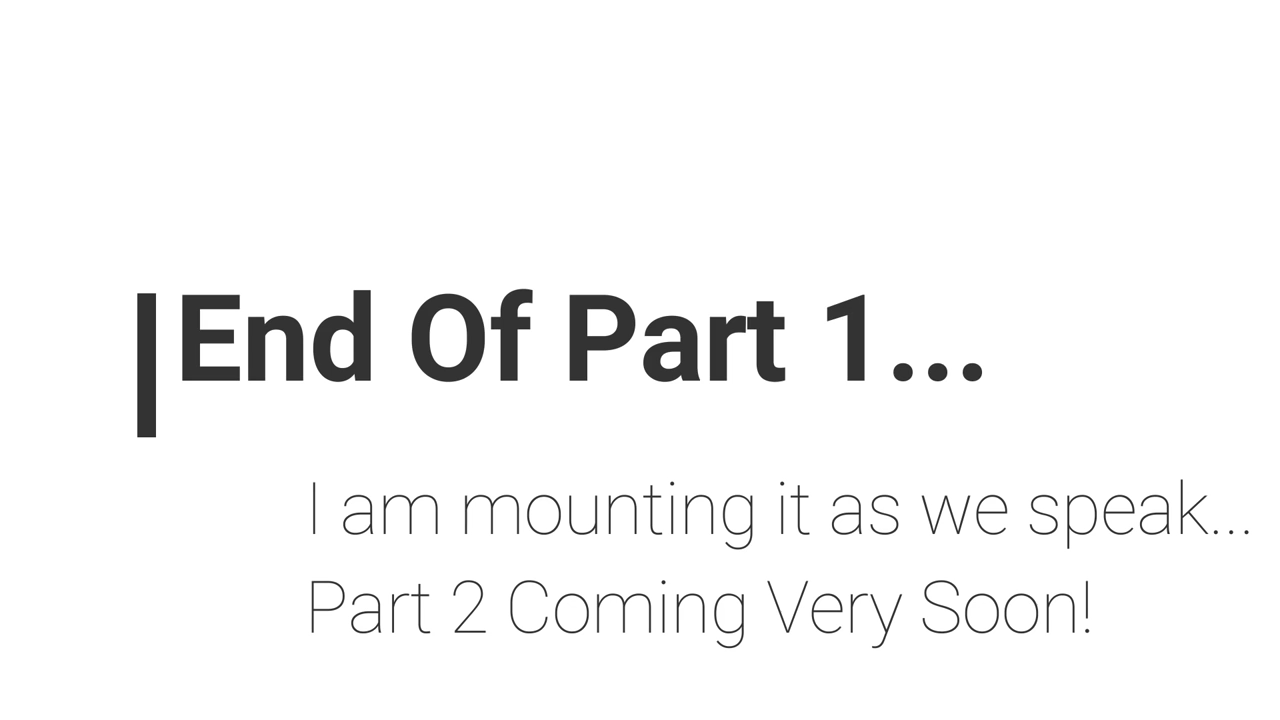 End Of Part 1...
I am mounting it as we speak...
Part 2 Coming Very Soon!